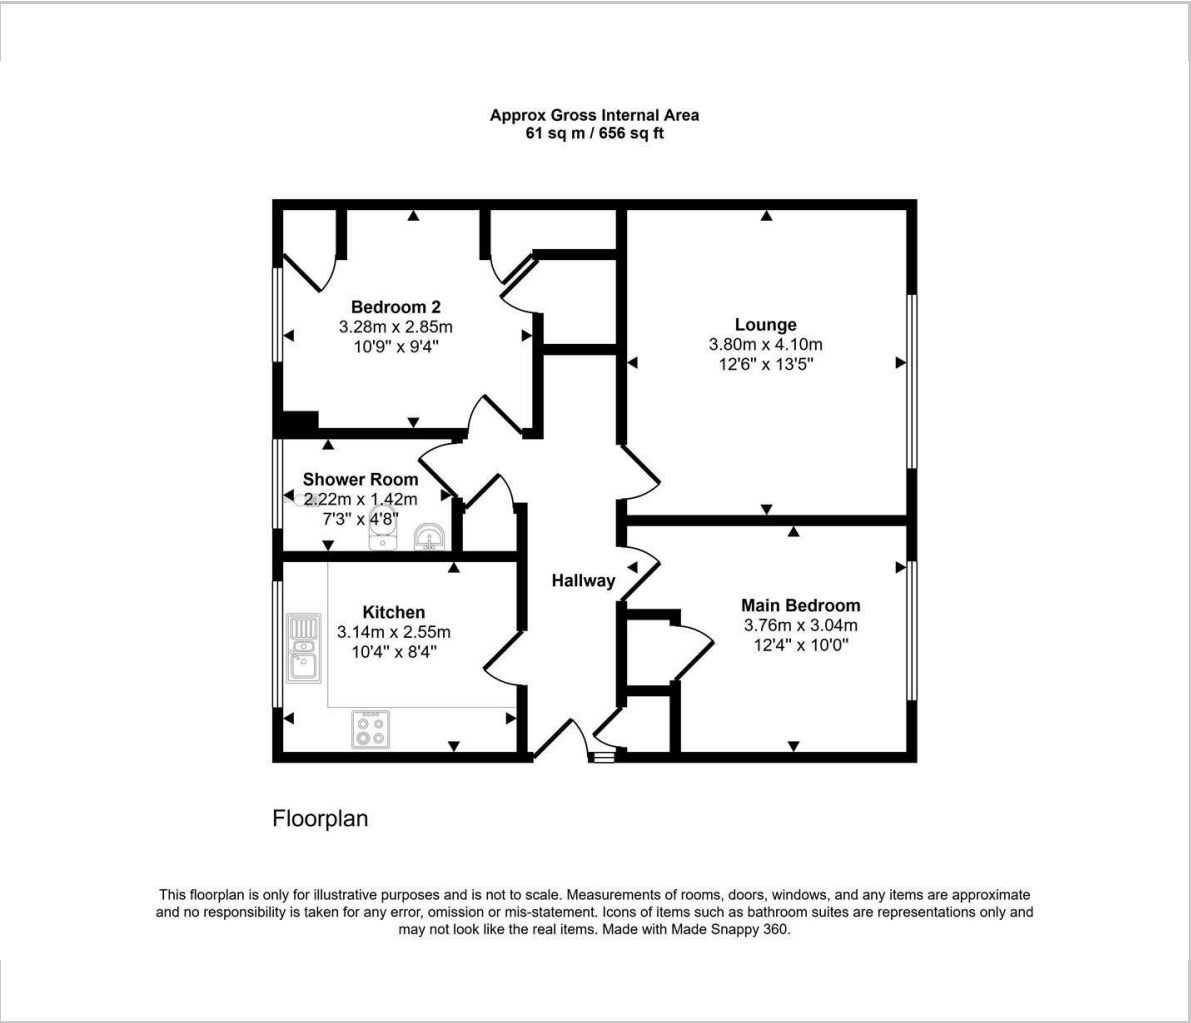 Approx Gross Internal Area
61 sq m / 656 sq ft
Bedroom 2
3.28m x 2.85m
10'9" x 9'4"
Lounge
3.80m x 4.10m
12'6" x 13'5"
Shower Room
2.22m x 1.42m
7'3" x 4'8"
Hallway
Kitchen
3.14m x 2.55m
10'4" x 8'4"
Main Bedroom
3.76m x 3.04m
12'4" x 10'0"
Floorplan
This floorplan is only for illustrative purposes and is not to scale. Measurements of rooms, doors, windows, and any items are approximate
and no responsibility is taken for any error, omission or mis-statement. Icons of items such as bathroom suites are representations only and
may not look like the real items. Made with Made Snappy 360.